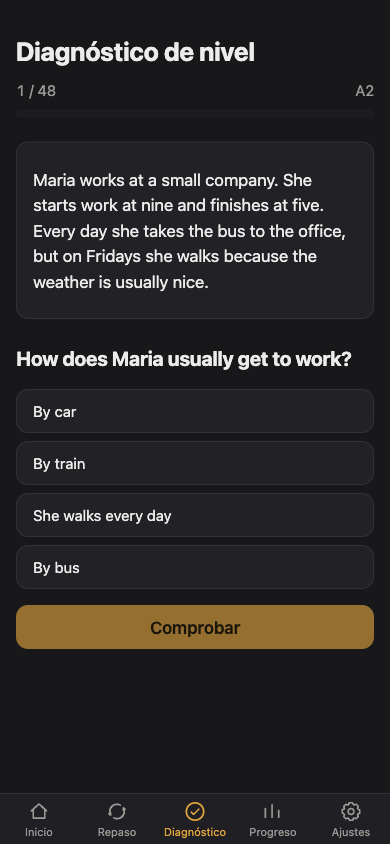 Diagnóstico de nivel
1 / 48
A2
Maria works at a small company. She
starts work at nine and finishes at five.
Every day she takes the bus to the office,
but on Fridays she walks because the
weather is usually nice.
How does Maria usually get to work?
By car
By train
She walks every day
By bus
Comprobar
Inicio
Repaso
Diagnóstico
Progreso
Ajustes